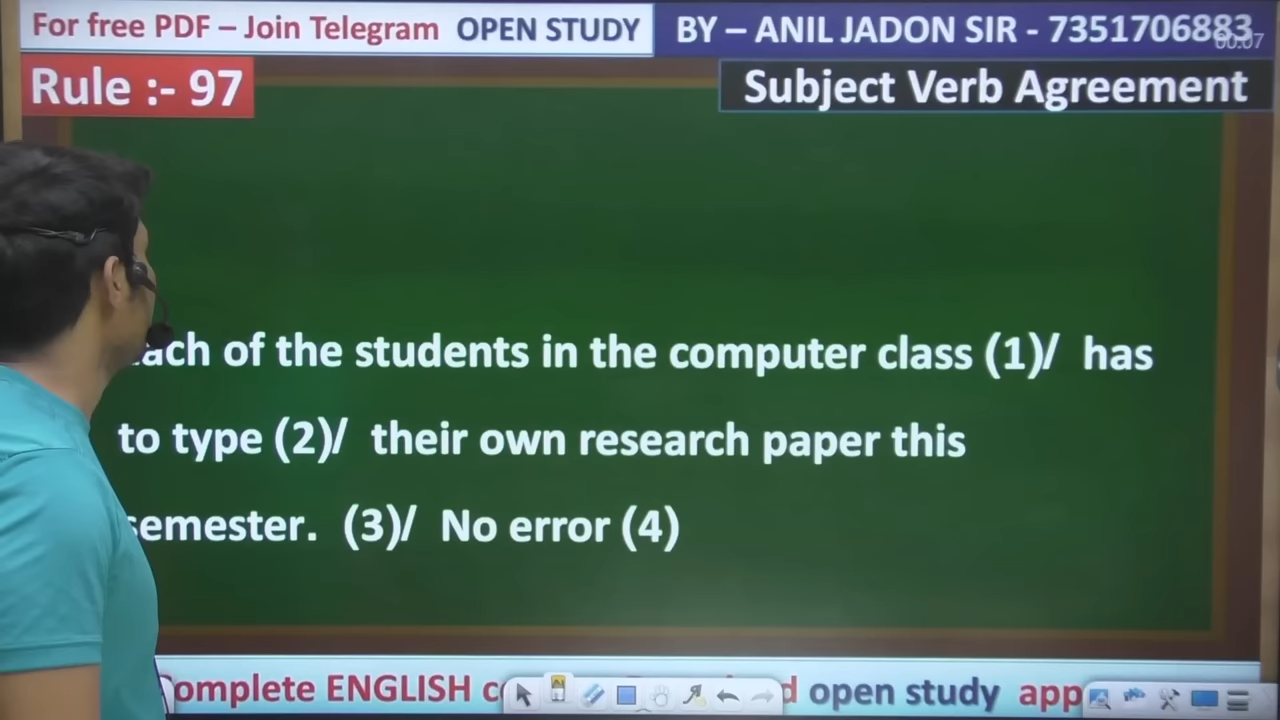 For free PDF – Join Telegram OPEN STUDY
BY – ANIL JADON SIR - 7351706883
00:07
Rule :- 97
Subject Verb Agreement
ach of the students in the computer class (1)/ has
to type (2)/ their own research paper this
semester. (3)/ No error (4)
omplete ENGLISH
open study app